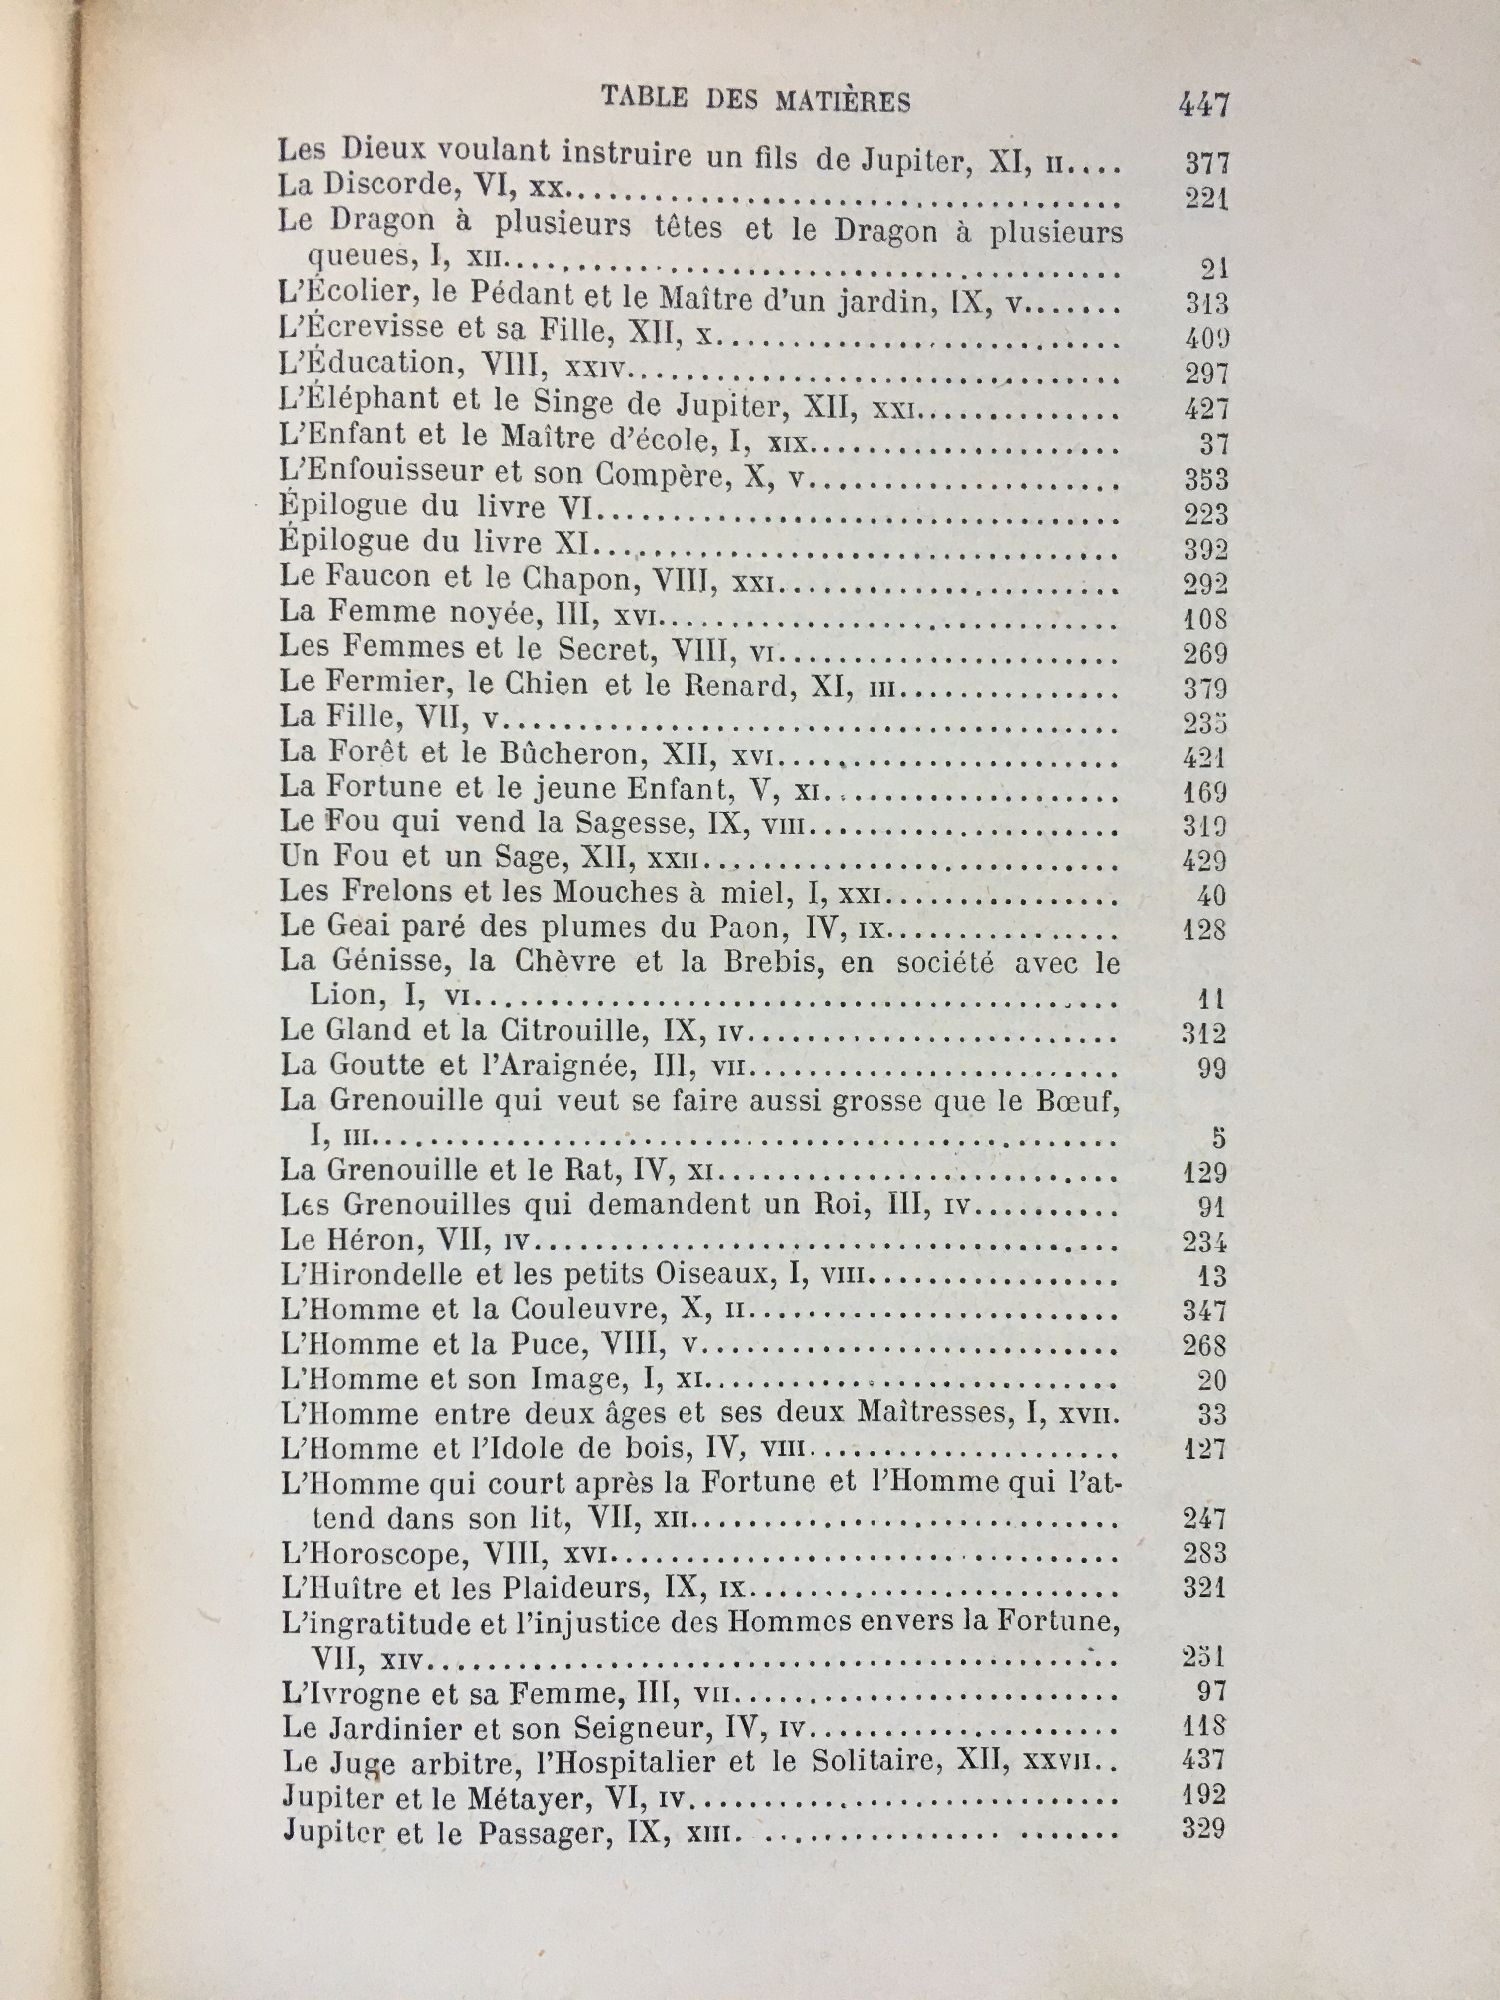 TABLE DES MATIÈRES 447
Les Dieux voulant instruire un fils de Jupiter, XI, II.... 377
La Discorde, VI, XX........................................ 221
Le Dragon à plusieurs têtes et le Dragon à plusieurs
queues, I, XII........................................ 21
L'Écolier, le Pédant et le Maître d'un jardin, IX, V....... 313
L'Écrevisse et sa Fille, XII, X........................... 409
L'Éducation, VIII, XXIV................................. 297
L'Éléphant et le Singe de Jupiter, XII, XXI.............. 427
L'Enfant et le Maître d'école, I, XIX..................... 37
L'Enfouisseur et son Compère, X, V..................... 353
Épilogue du livre VI................................... 223
Épilogue du livre XI................................... 392
Le Faucon et le Chapon, VIII, XXI....................... 292
La Femme noyée, III, XVI............................... 108
Les Femmes et le Secret, VIII, VI....................... 269
Le Fermier, le Chien et le Renard, XI, III............... 379
La Fille, VII, V......................................... 235
La Forêt et le Bûcheron, XII, XVI....................... 421
La Fortune et le jeune Enfant, V, XI.................... 169
Le Fou qui vend la Sagesse, IX, VIII..................... 319
Un Fou et un Sage, XII, XXII............................ 429
Les Frelons et les Mouches à miel, I, XXI................ 40
Le Geai paré des plumes du Paon, IV, IX................ 128
La Génisse, la Chèvre et la Brebis, en société avec le
Lion, I, VI........................................... 11
Le Gland et la Citrouille, IX, IV......................... 312
La Goutte et l'Araignée, III, VII......................... 99
La Grenouille qui veut se faire aussi grosse que le Bœuf,
I, III................................................. 5
La Grenouille et le Rat, IV, XI........................... 129
Les Grenouilles qui demandent un Roi, III, IV.......... 91
Le Héron, VII, IV....................................... 234
L'Hirondelle et les petits Oiseaux, I, VIII................. 13
L'Homme et la Couleuvre, X, II......................... 347
L'Homme et la Puce, VIII, V............................ 268
L'Homme et son Image, I, XI............................ 20
L'Homme entre deux âges et ses deux Maîtresses, I, XVII. 33
L'Homme et l'Idole de bois, IV, VIII..................... 127
L'Homme qui court après la Fortune et l'Homme qui l'at-
tend dans son lit, VII, XII............................. 247
L'Horoscope, VIII, XVI.................................. 283
L'Huître et les Plaideurs, IX, IX......................... 321
L'ingratitude et l'injustice des Hommes envers la Fortune,
VII, XIV.............................................. 251
L'Ivrogne et sa Femme, III, VII.......................... 97
Le Jardinier et son Seigneur, IV, IV..................... 118
Le Juge arbitre, l'Hospitalier et le Solitaire, XII, XXVII.. 437
Jupiter et le Métayer, VI, IV............................. 192
Jupiter et le Passager, IX, XIII. ................ ....... 329